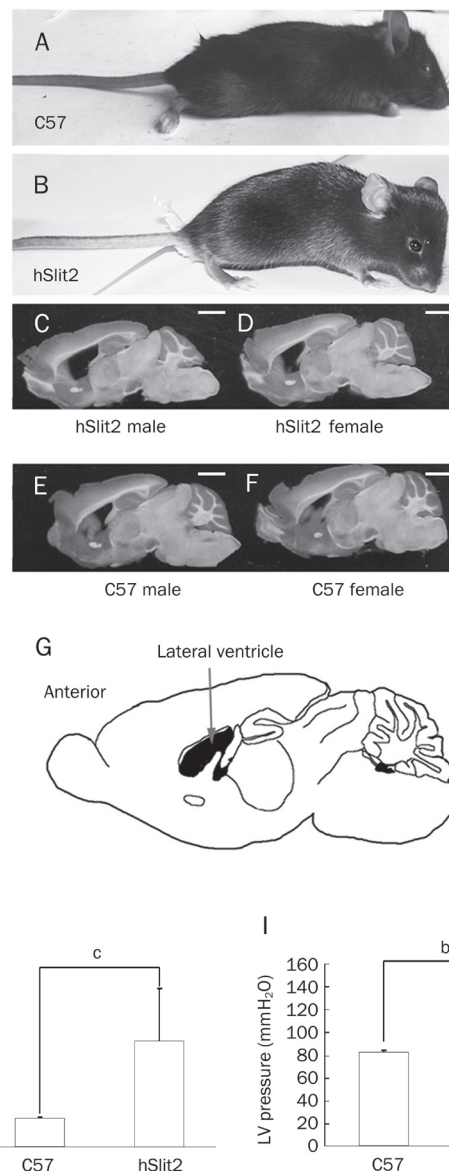 A
C57
B
hSlit2
C
D
hSlit2 male
hSlit2 female
E
F
C57 male
C57 female
G
Lateral ventricle
Anterior
c
C57
hSlit2
I
b
LV pressure (mmH₂O)
160
140
120
100
80
60
40
20
0
C57